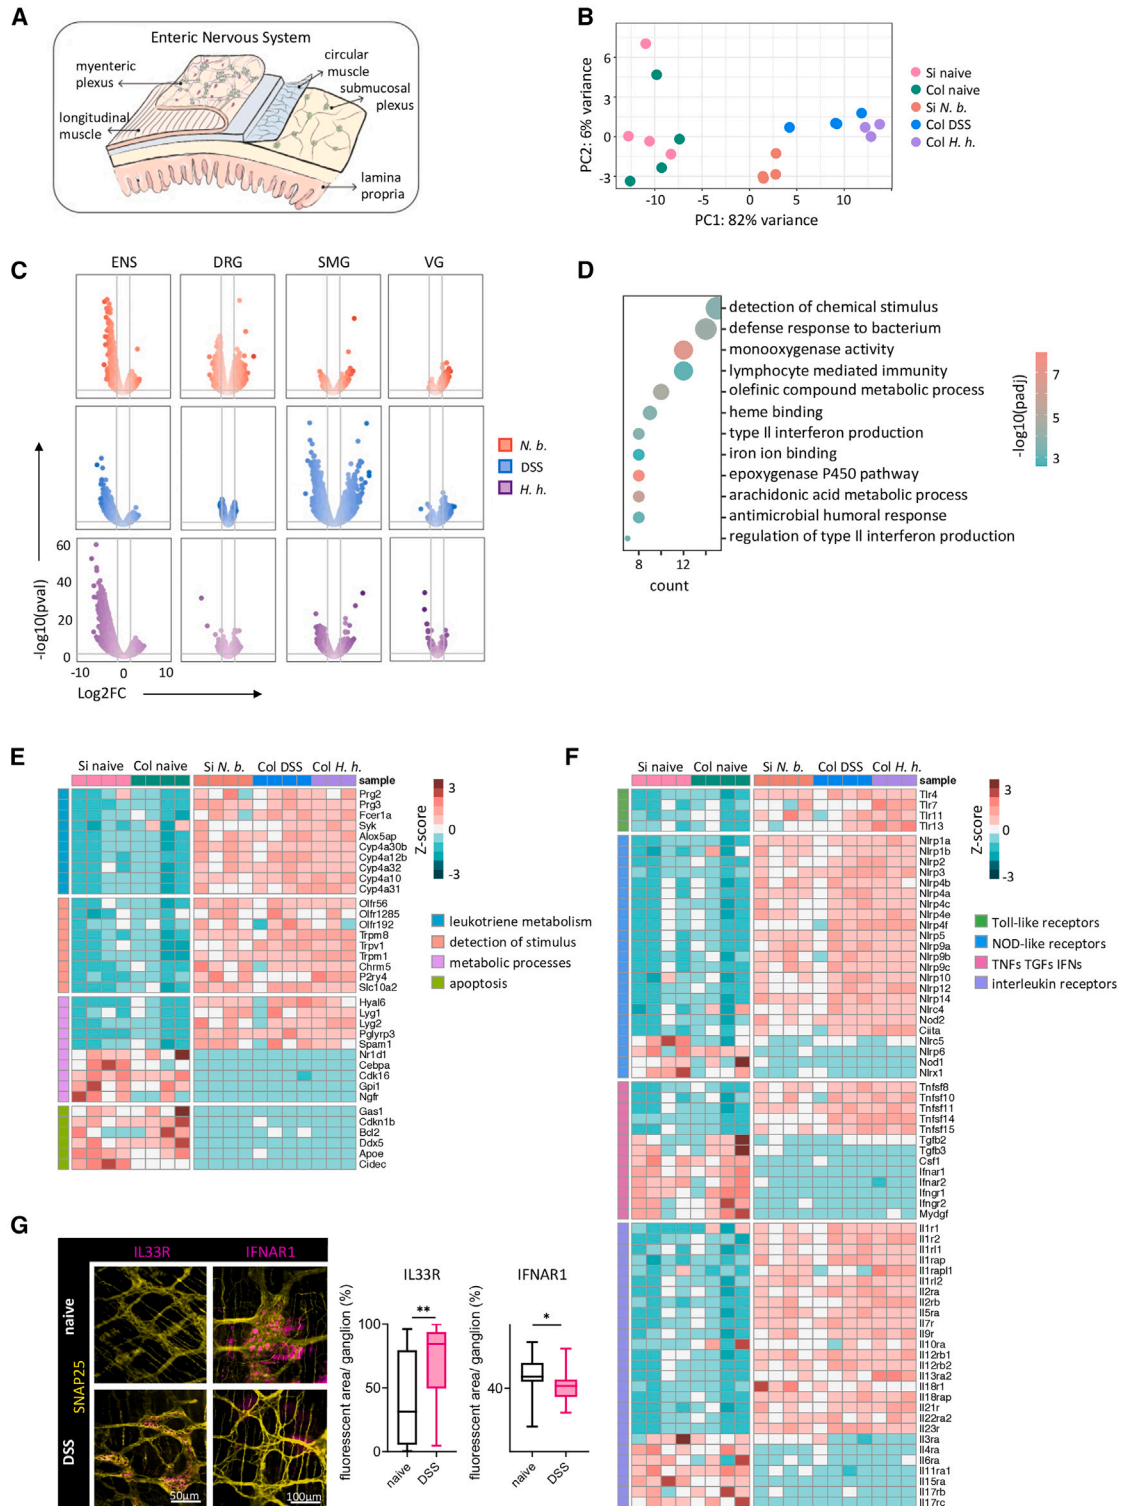 A
Enteric Nervous System
myenteric
plexus
longitudinal
muscle
circular
muscle
submucosal
plexus
lamina
propria
B
PC2: 6% variance
6
3
0
-3
-10
-5
0
5
10
PC1: 82% variance
Si naive
Col naive
Si N. b.
Col DSS
Col H. h.
C
ENS
DRG
SMG
VG
N. b.
DSS
H. h.
-log10(pval)
60
40
20
0
-10
0
10
Log2FC
D
detection of chemical stimulus
defense response to bacterium
monooxygenase activity
lymphocyte mediated immunity
olefinic compound metabolic process
heme binding
type II interferon production
iron ion binding
epoxygenase P450 pathway
arachidonic acid metabolic process
antimicrobial humoral response
regulation of type II interferon production
8
12
count
-log10(padj)
7
5
3
E
Si naive
Col naive
Si N. b.
Col DSS
Col H. h.
sample
Prg2
Prg3
Fcer1a
Syk
Alox5ap
Cyp4a30b
Cyp4a12b
Cyp4a32
Cyp4a10
Cyp4a31
Olfr56
Olfr1285
Olfr192
Trpm8
Trpv1
Trpm1
Chrm5
P2ry4
Slc10a2
Hyal6
Lyg1
Lyg2
Pglyrp3
Spam1
Nr1d1
Cebpa
Cdk16
Gpi1
Ngfr
Gas1
Cdkn1b
Bcl2
Ddx5
Apoe
Cidec
Z-score
3
0
-3
leukotriene metabolism
detection of stimulus
metabolic processes
apoptosis
F
Si naive
Col naive
Si N. b.
Col DSS
Col H. h.
sample
Tlr4
Tlr7
Tlr11
Tlr13
Nlrp1a
Nlrp1b
Nlrp2
Nlrp3
Nlrp4b
Nlrp4a
Nlrp4c
Nlrp4e
Nlrp4f
Nlrp5
Nlrp9a
Nlrp9b
Nlrp9c
Nlrp10
Nlrp12
Nlrp14
Nlrc4
Nod2
Ciita
Nlrc5
Nlrp6
Nod1
Nlrx1
Tnfsf8
Tnfsf10
Tnfsf11
Tnfsf14
Tnfsf15
Tgfb2
Tgfb3
Csf1
Ifnar1
Ifnar2
Ifngr1
Ifngr2
Mydgf
Il1r1
Il1r2
Il1rl1
Il1rap
Il1rapl1
Il1rl2
Il2ra
Il2rb
Il5ra
Il7r
Il9r
Il10ra
Il12rb1
Il12rb2
Il13ra2
Il18r1
Il18rap
Il21r
Il22ra2
Il23r
Il3ra
Il4ra
Il6ra
Il11ra1
Il15ra
Il17rb
Il17rc
Z-score
3
0
-3
Toll-like receptors
NOD-like receptors
TNFs TGFs IFNs
interleukin receptors
G
IL33R
IFNAR1
naive
SNAP25
DSS
50µm
100µm
IL33R
fluorescent area/ ganglion (%)
100
50
0
**
naive
DSS
IFNAR1
fluorescent area/ ganglion (%)
40
*
naive
DSS